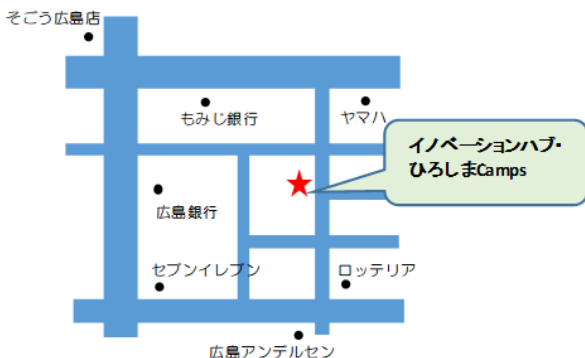 そごう広島店
もみじ銀行
ヤマハ
イノベーションハブ・
ひろしまCamps
広島銀行
セブンイレブン
ロッテリア
広島アンデルセン